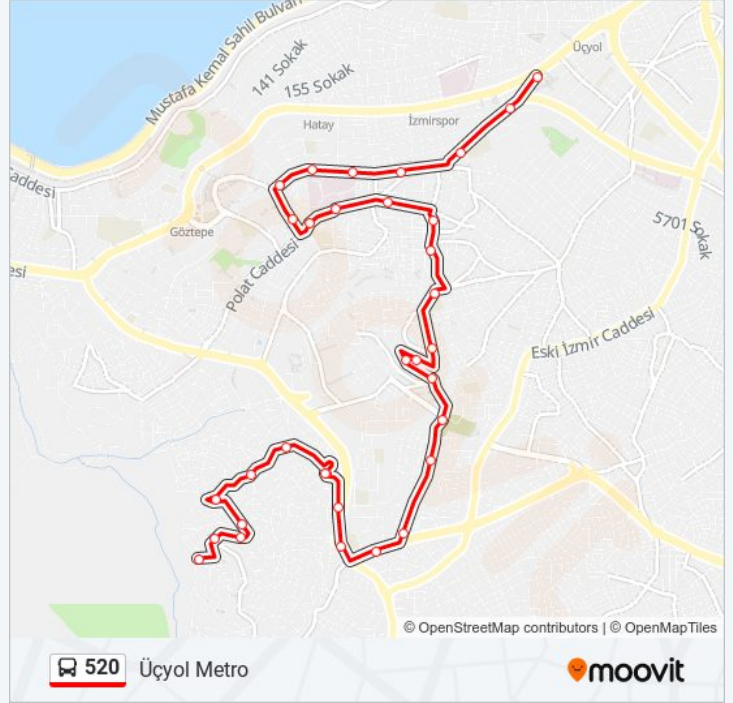 Mustafa Kemal Sahil Bulvarı
Üçyol
141 Sokak
155 Sokak
Hatay
İzmirspor
Caddesi
5701 Sokak
Göztepe
Polat Caddesi
esi
Eski İzmir Caddesi
© OpenStreetMap contributors | © OpenMapTiles
520 Üçyol Metro
moovit